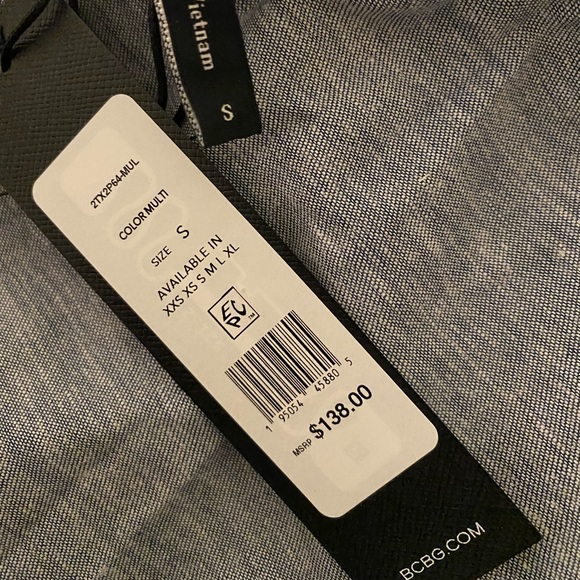 Vietnam
S
2TX2P64-MUL
COLOR MULTI
SIZE S
AVAILABLE IN
XXS XS S M L XL
EPC™
1 95054 45880 5
MSRP $138.00
BCBG.COM